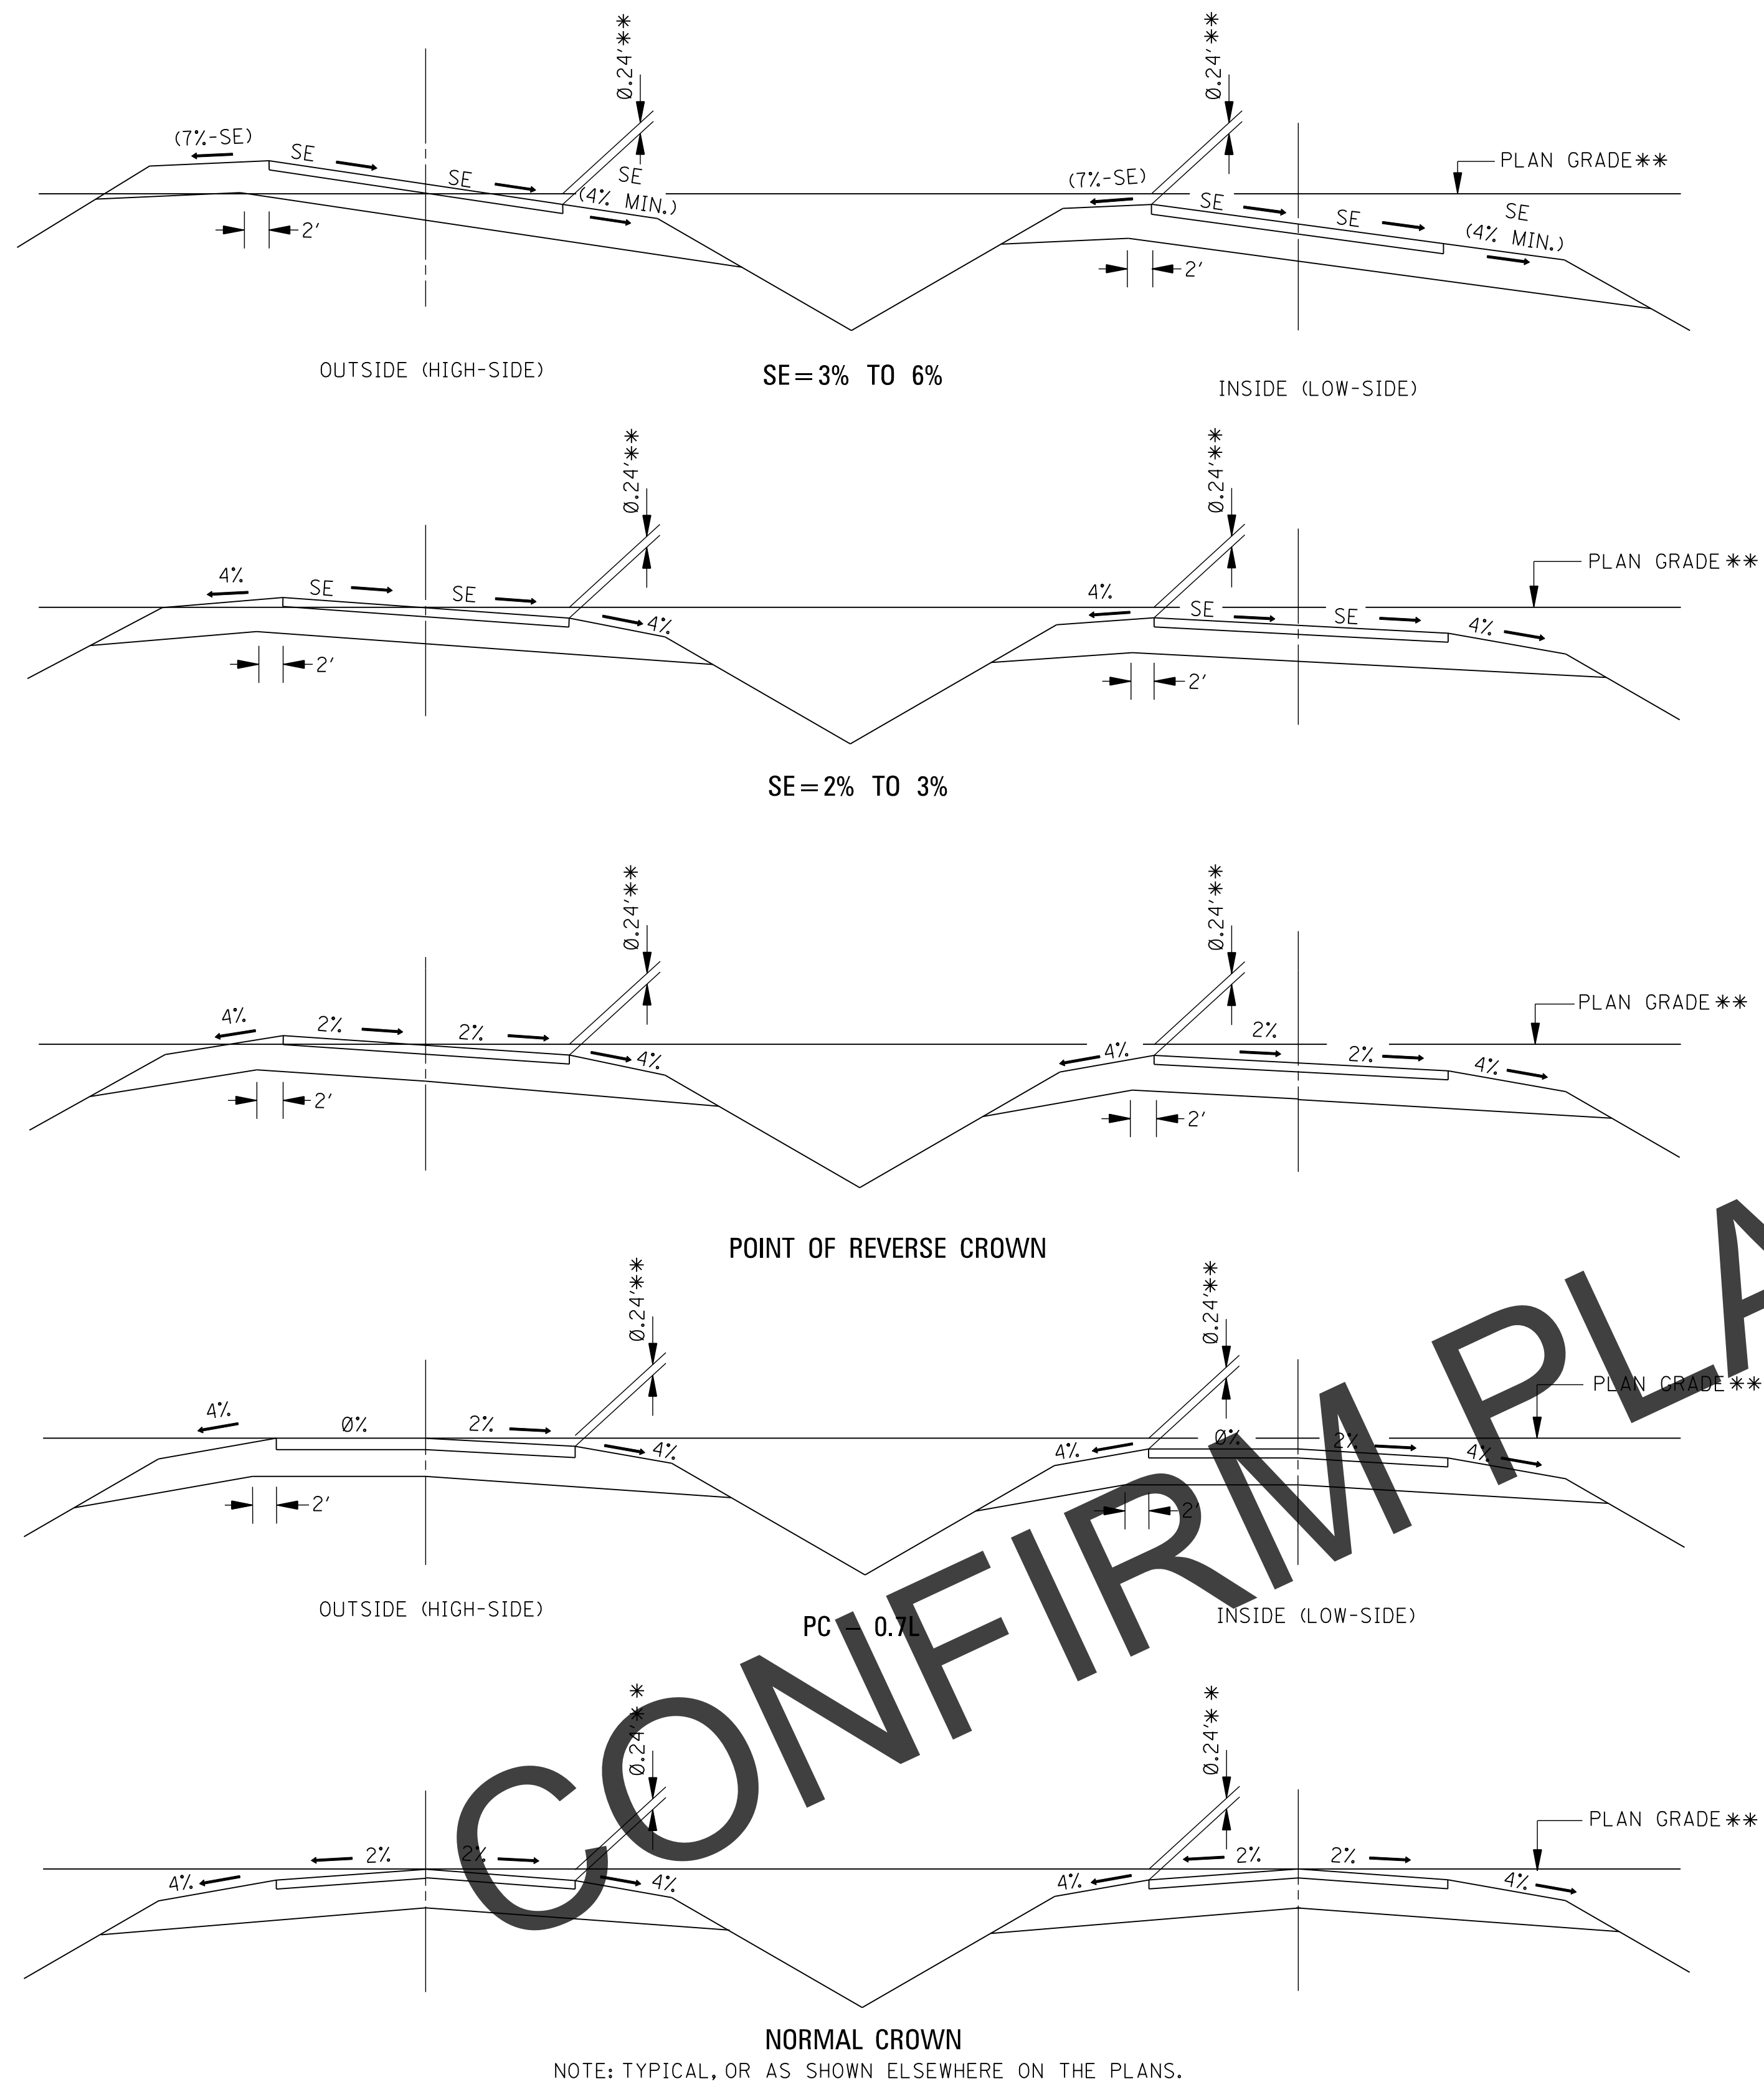 0.24'**
0.24'**
(7%-SE)
SE
SE
SE
(4% MIN.)
2'
(7%-SE)
SE
SE
SE
(4% MIN.)
2'
PLAN GRADE**
OUTSIDE (HIGH-SIDE)
SE=3% TO 6%
INSIDE (LOW-SIDE)
0.24'**
0.24'**
4%
SE
SE
4%
2'
4%
SE
SE
4%
2'
PLAN GRADE**
SE=2% TO 3%
0.24'**
0.24'**
4%
2%
2%
4%
2'
4%
2%
2%
4%
2'
PLAN GRADE**
POINT OF REVERSE CROWN
0.24'**
0.24'**
4%
0%
2%
4%
2'
4%
0%
2%
4%
2'
PLAN GRADE**
OUTSIDE (HIGH-SIDE)
PC - 0.7L
INSIDE (LOW-SIDE)
0.24'**
0.24'**
4%
2%
2%
4%
4%
2%
2%
4%
PLAN GRADE**
NORMAL CROWN
NOTE: TYPICAL, OR AS SHOWN ELSEWHERE ON THE PLANS.
CONFIRM PLA